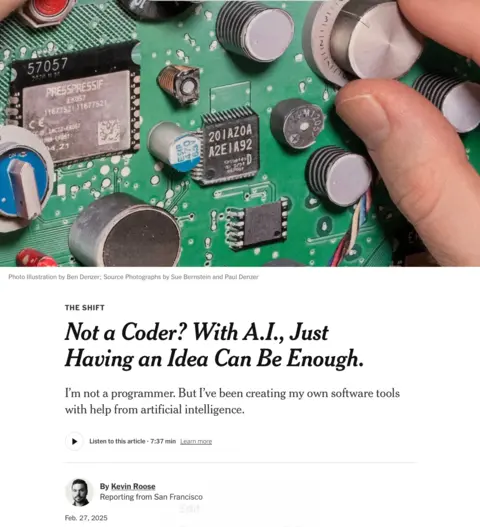 57057
PRESSPRESSIF
201AZ0A
A2E1A92
D
Photo Illustration by Ben Denzer; Source Photographs by Sue Bernstein and Paul Denzer
THE SHIFT
Not a Coder? With A.I., Just
Having an Idea Can Be Enough.
I'm not a programmer. But I've been creating my own software tools
with help from artificial intelligence.
Listen to this article · 7:37 min Learn more
By Kevin Roose
Reporting from San Francisco
Feb. 27, 2025